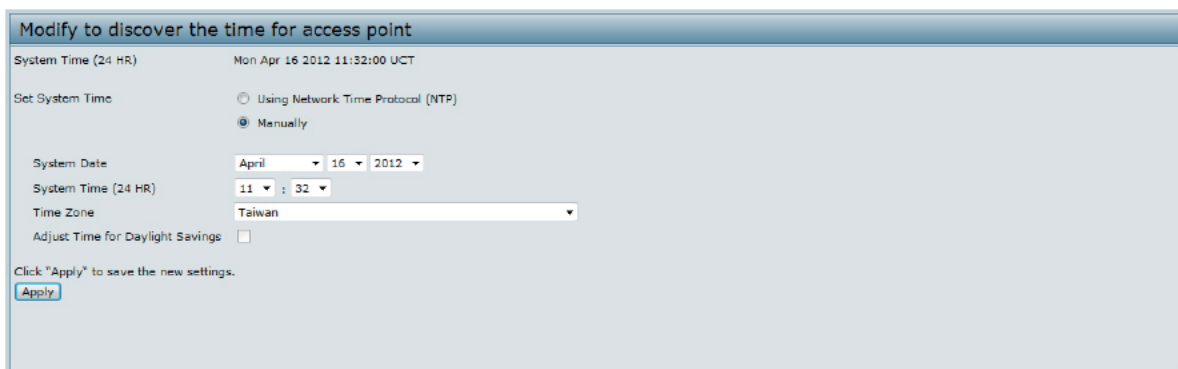 Modify to discover the time for access point
System Time (24 HR) Mon Apr 16 2012 11:32:00 UCT
Set System Time Using Network Time Protocol (NTP)
Manually
System Date April 16 2012
System Time (24 HR) 11 : 32
Time Zone Taiwan
Adjust Time for Daylight Savings
Click "Apply" to save the new settings.
Apply